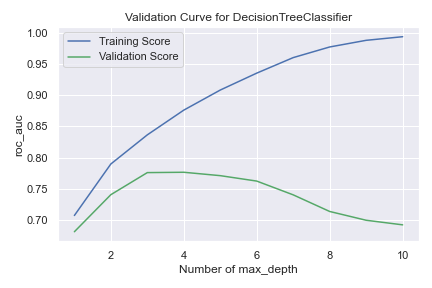 Validation Curve for DecisionTreeClassifier
Training Score
Validation Score
1.00
0.95
0.90
0.85
0.80
0.75
0.70
roc_auc
2 4 6 8 10
Number of max_depth